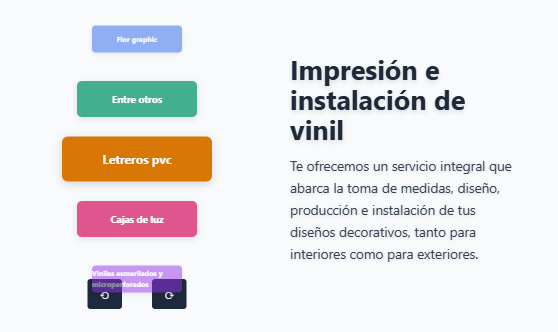 Flor graphic
Entre otros
Letreros pvc
Cajas de luz
Viniles esmerilados y
microperforados
Impresión e
instalación de
vinil
Te ofrecemos un servicio integral que
abarca la toma de medidas, diseño,
producción e instalación de tus
diseños decorativos, tanto para
interiores como para exteriores.